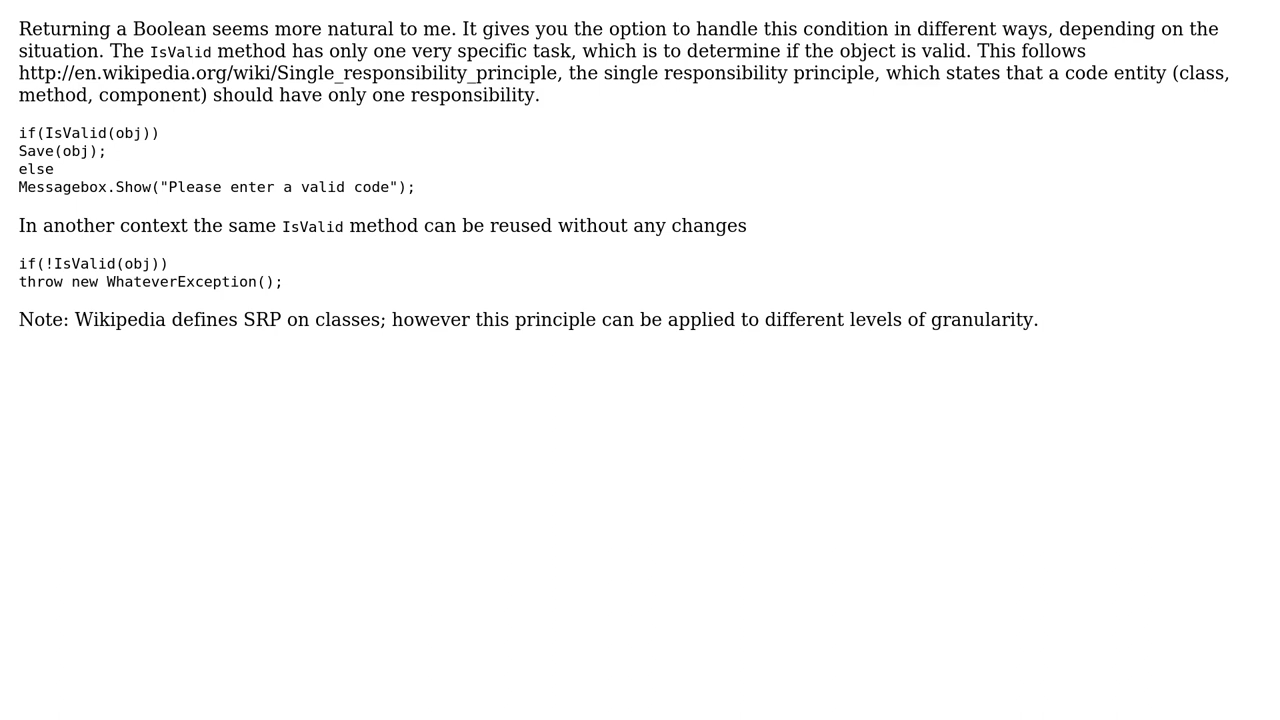 Returning a Boolean seems more natural to me. It gives you the option to handle this condition in different ways, depending on the
situation. The IsValid method has only one very specific task, which is to determine if the object is valid. This follows
http://en.wikipedia.org/wiki/Single_responsibility_principle, the single responsibility principle, which states that a code entity (class,
method, component) should have only one responsibility.
if(IsValid(obj))
Save(obj);
else
Messagebox.Show("Please enter a valid code");
In another context the same IsValid method can be reused without any changes
if(!IsValid(obj))
throw new WhateverException();
Note: Wikipedia defines SRP on classes; however this principle can be applied to different levels of granularity.